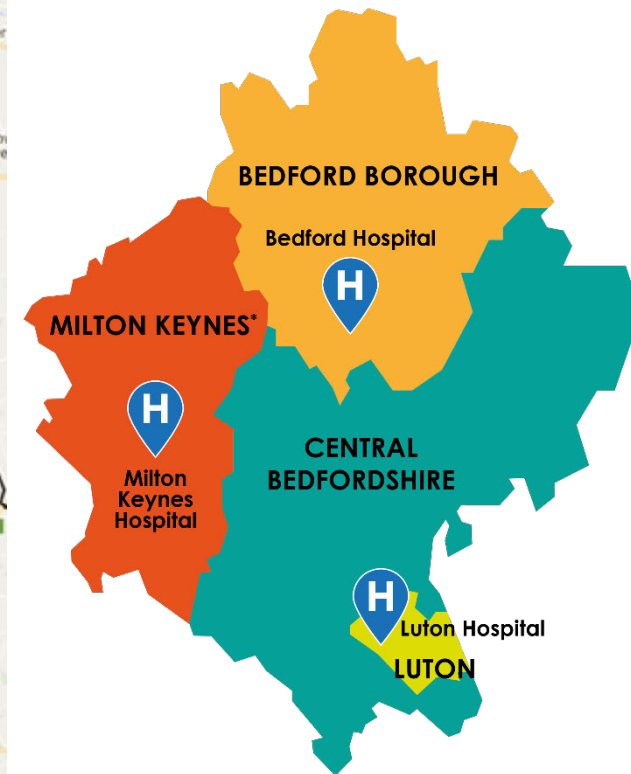 BEDFORD BOROUGH
Bedford Hospital
H
MILTON KEYNES*
H
Milton
Keynes
Hospital
CENTRAL
BEDFORDSHIRE
H
Luton Hospital
LUTON